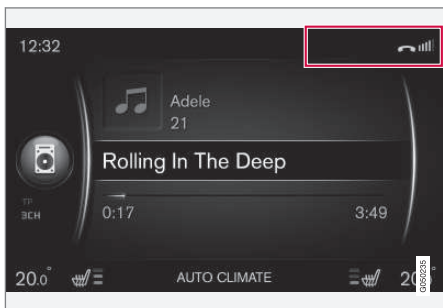 12:32
Adele
21
Rolling In The Deep
TP
3CH
0:17
3:49
20.0°
AUTO CLIMATE
G050235